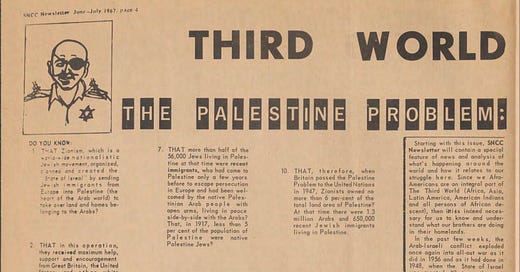 SNCC Newsletter June-July 1967, PAGE 4
THIRD WORLD
THE PALESTINE PROBLEM:
DO YOU KNOW:
1. THAT Zionism, which is a
world-wide nationalistic
Jewish movement, organized,
planned and created the
"State of Israel" by sending
Jewish immigrants from
Europe into Palestine (the
heart of the Arab world) to
take over land and homes be-
longing to the Arabs?
2. THAT in this operation,
they received maximum help,
support and encouragement
from Great Britain, the United
7. THAT more than half of the
56,000 Jews living in Pales-
tine at that time were recent
immigrants, who had come
to Palestine only a few years
before to escape persecution
in Europe and had been wel-
comed by the native Pales-
tinian Arab people with
open arms, living in peace
side-by-side with the Arabs?
That, in 1917, less than 5
per cent of the population of
Palestine were native
Palestine Jews?
10. THAT, therefore, when
Britain passed the Palestine
Problem to the United Nations
in 1947, Zionists owned no
more than 6 per cent of the
total land area of Palestine?
At that time there were 1.3
million Arabs and 650,000
recent Jewish immigrants
living in Palestine.
Starting with this issue, SNCC
Newsletter will contain a special
feature of news and analysis of
what's happening around the
world and how it relates to our
struggle here. Since we Afro-
Americans are an integral part of
The Third World (Africa, Asia,
Latin America, American Indians
and all persons of African de-
scent), then it is indeed neces-
sary for us to know and under-
stand what our brothers are doing
in their homelands.
In the past few weeks, the
Arab-Israeli conflict exploded
once again into all-out war as it
did in 1956 and as it had done in
1948, when the State of Israel